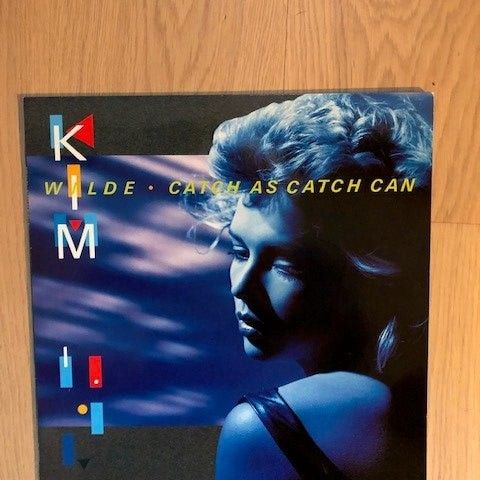 KIM
WILDE · CATCH AS CATCH CAN